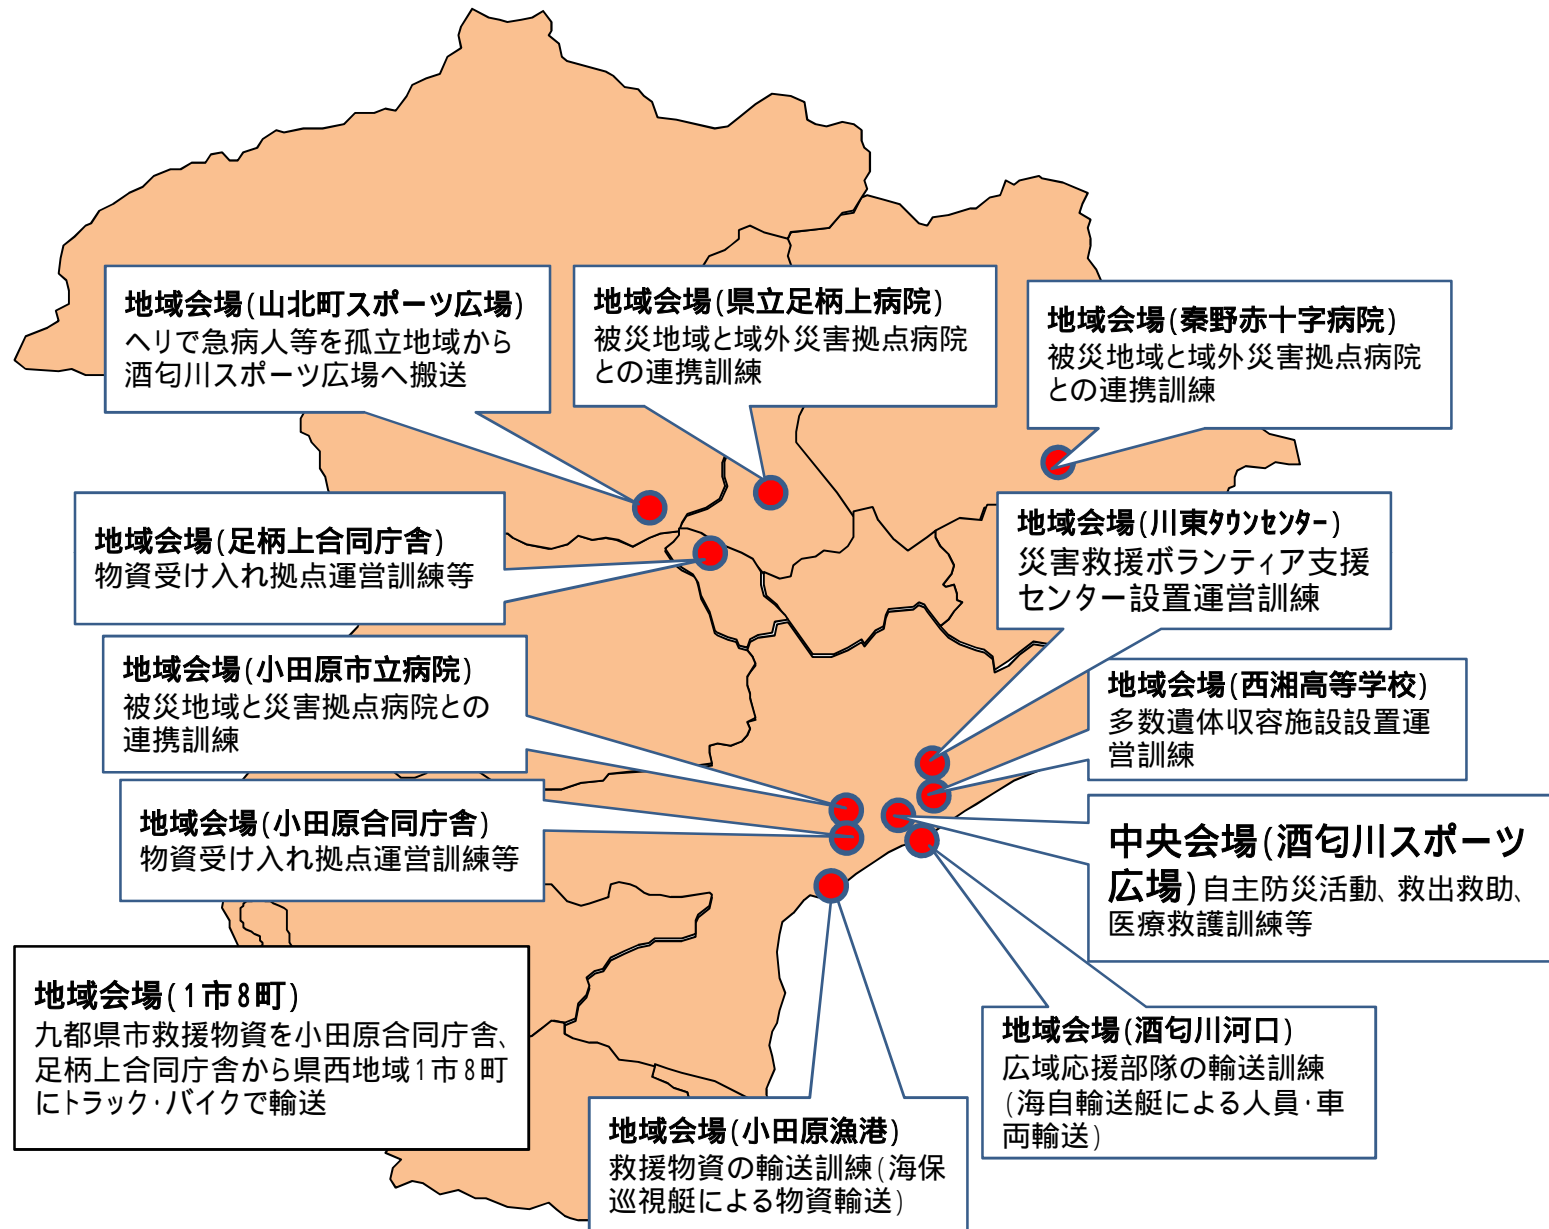 地域会場(山北町スポーツ広場)
ヘリで急病人等を孤立地域から
酒匂川スポーツ広場へ搬送
地域会場(県立足柄上病院)
被災地域と域外災害拠点病院
との連携訓練
地域会場(秦野赤十字病院)
被災地域と域外災害拠点病院
との連携訓練
地域会場(足柄上合同庁舎)
物資受け入れ拠点運営訓練等
地域会場(川東ﾀｳﾝｾﾝﾀｰ)
災害救援ボランティア支援
センター設置運営訓練
地域会場(小田原市立病院)
被災地域と災害拠点病院との
連携訓練
地域会場(西湘高等学校)
多数遺体収容施設設置運
営訓練
地域会場(小田原合同庁舎)
物資受け入れ拠点運営訓練等
中央会場(酒匂川スポーツ
広場)自主防災活動、救出救助、
医療救護訓練等
地域会場(1市8町)
九都県市救援物資を小田原合同庁舎、
足柄上合同庁舎から県西地域1市8町
にトラック・バイクで輸送
地域会場(酒匂川河口)
広域応援部隊の輸送訓練
(海自輸送艇による人員・車
両輸送)
地域会場(小田原漁港)
救援物資の輸送訓練(海保
巡視艇による物資輸送)